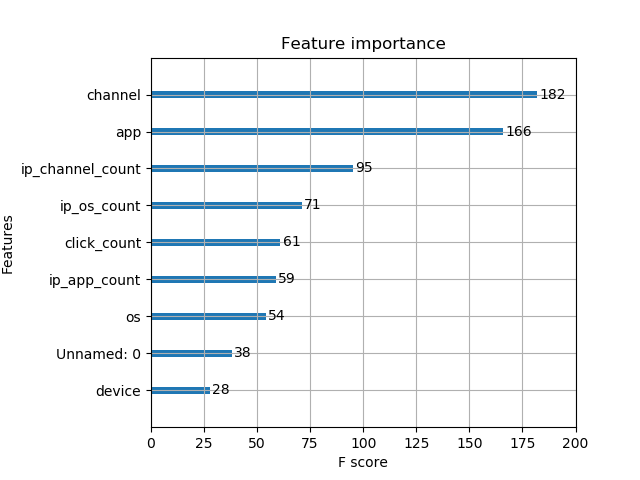 Feature importance
channel 182
app 166
ip_channel_count 95
ip_os_count 71
click_count 61
ip_app_count 59
os 54
Unnamed: 0 38
device 28
Features
0 25 50 75 100 125 150 175 200
F score